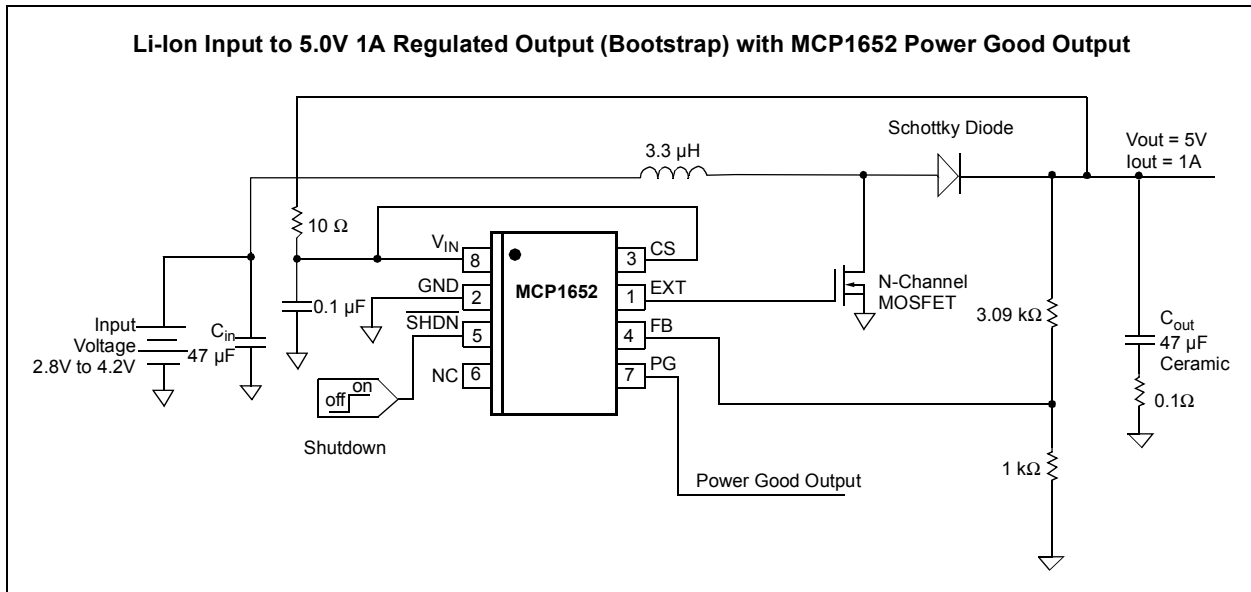 Li-Ion Input to 5.0V 1A Regulated Output (Bootstrap) with MCP1652 Power Good Output
Schottky Diode
Vout = 5V
Iout = 1A
3.3 µH
10 Ω
VIN
8
CS
3
GND
2
MCP1652
EXT
1
N-Channel
MOSFET
0.1 µF
SHDN
5
FB
4
3.09 kΩ
Input
Voltage
2.8V to 4.2V
Cin
47 µF
NC
6
PG
7
Cout
47 µF
Ceramic
0.1Ω
on
off
Shutdown
1 kΩ
Power Good Output